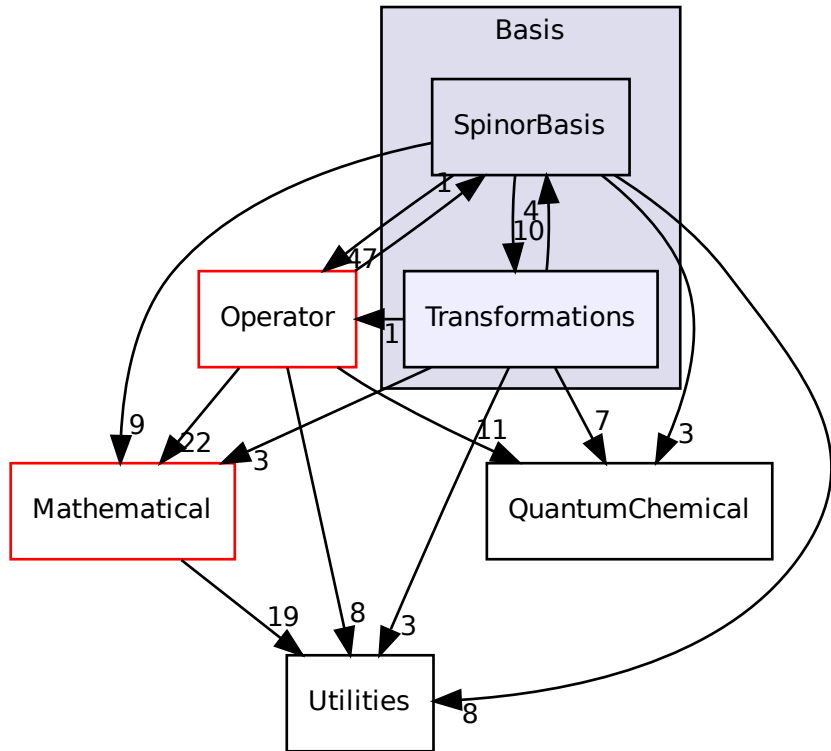 Basis
SpinorBasis
1
4
10
47
Operator
Transformations
1
9
22
3
11
7
3
Mathematical
QuantumChemical
19
8
3
Utilities
8